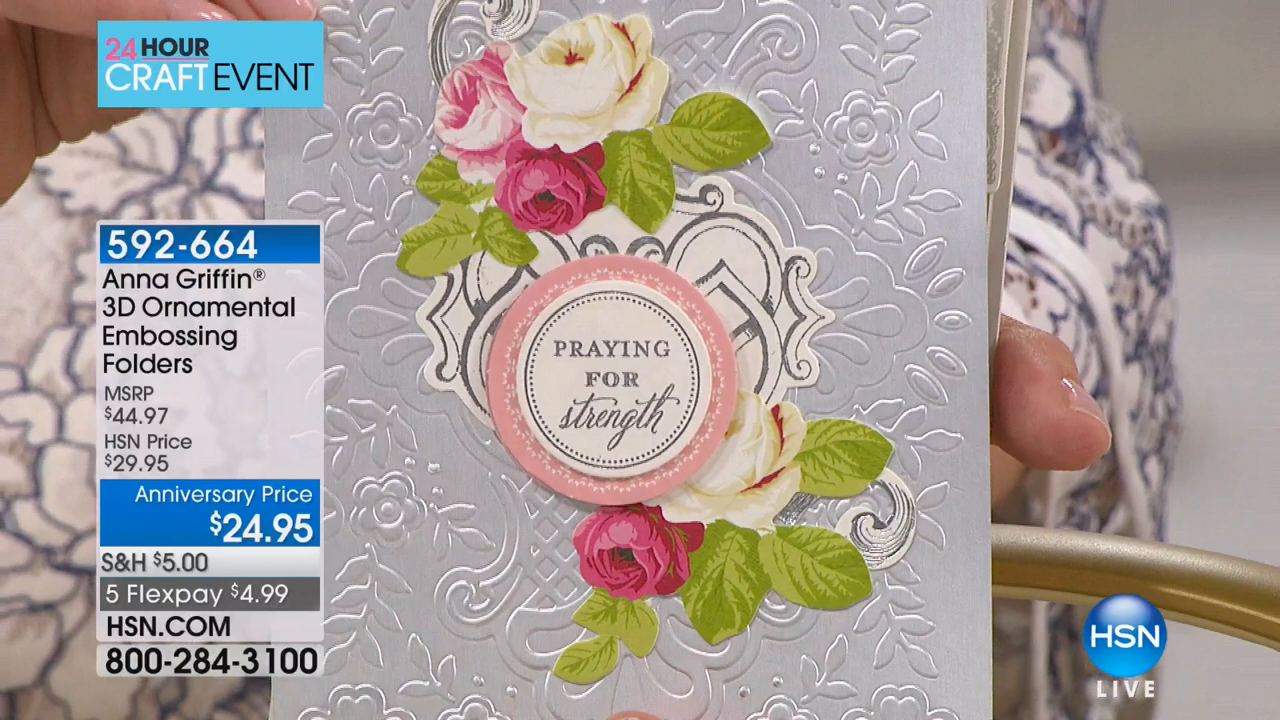 24 HOUR
CRAFT EVENT
592-664
Anna Griffin®
3D Ornamental
Embossing
Folders
MSRP
$44.97
HSN Price
$29.95
Anniversary Price
$24.95
S&H $5.00
5 Flexpay $4.99
HSN.COM
800-284-3100
PRAYING
FOR
strength
HSN
LIVE